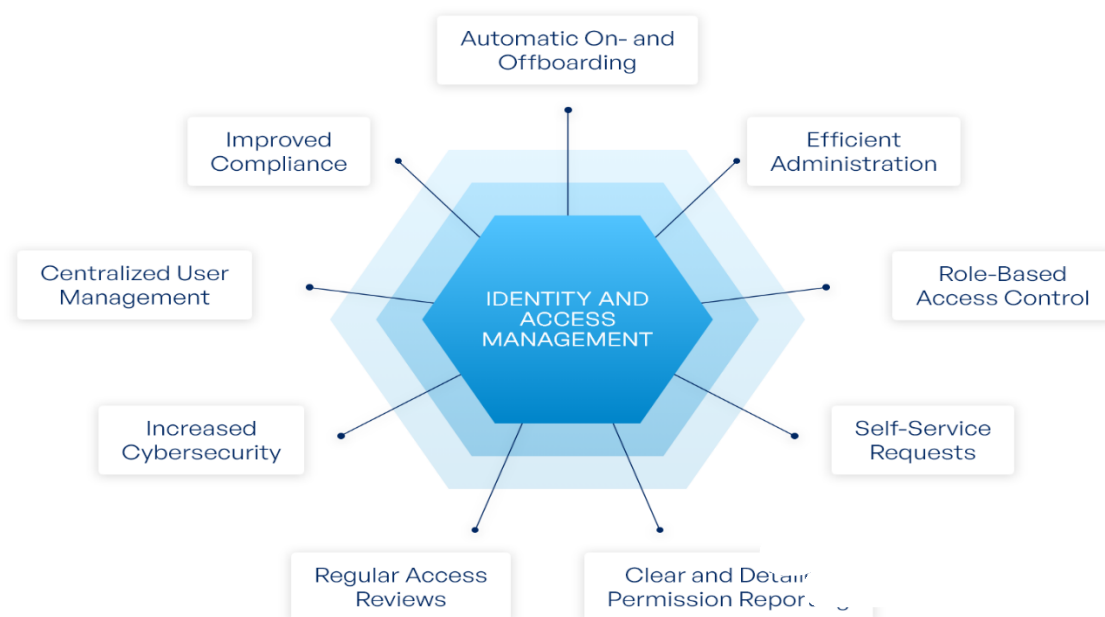 Automatic On- and
Offboarding
Improved
Compliance
Efficient
Administration
Centralized User
Management
IDENTITY AND
ACCESS
MANAGEMENT
Role-Based
Access Control
Increased
Cybersecurity
Self-Service
Requests
Regular Access
Reviews
Clear and
Permission